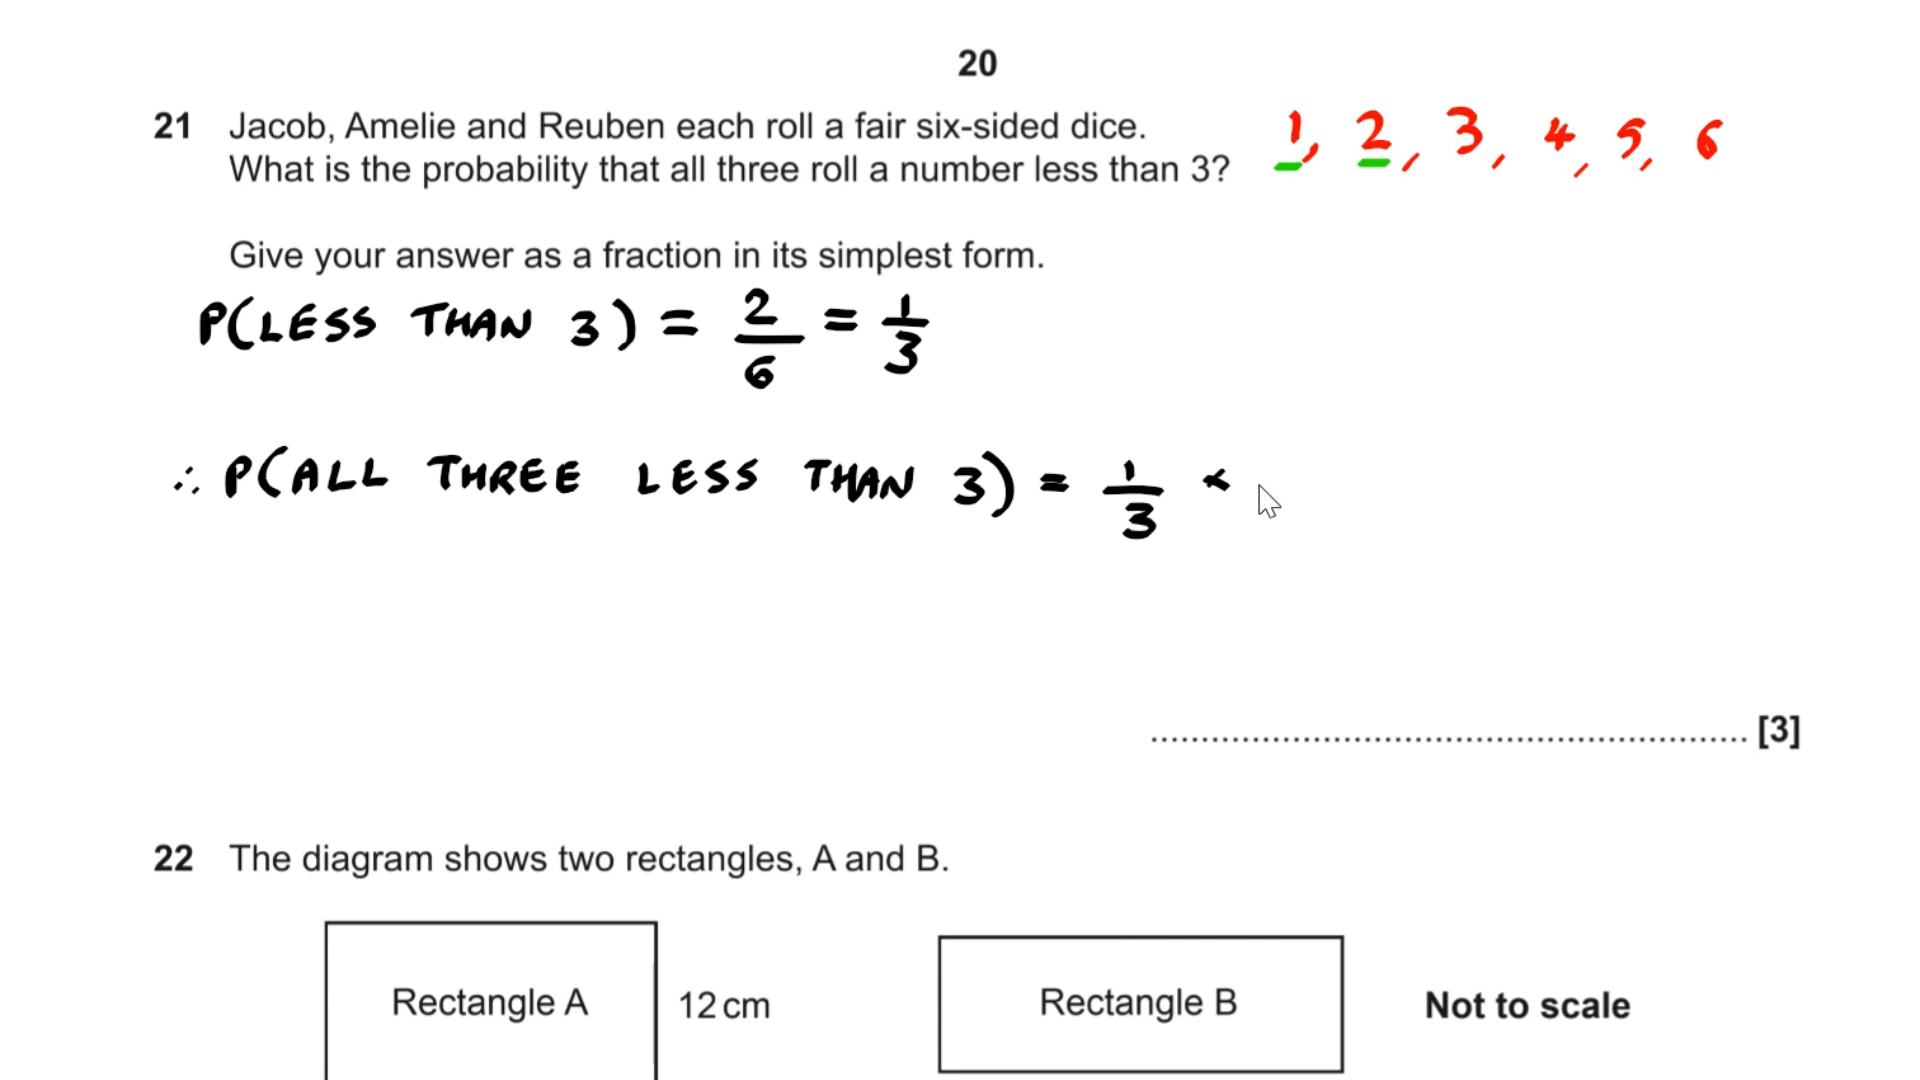 20
21 Jacob, Amelie and Reuben each roll a fair six-sided dice.
1, 2, 3, 4, 5, 6
What is the probability that all three roll a number less than 3?
Give your answer as a fraction in its simplest form.
P(LESS THAN 3) = 2/6 = 1/3
∴ P(ALL THREE LESS THAN 3) = 1/3 ×
.......................................................... [3]
22 The diagram shows two rectangles, A and B.
Rectangle A 12 cm Rectangle B Not to scale